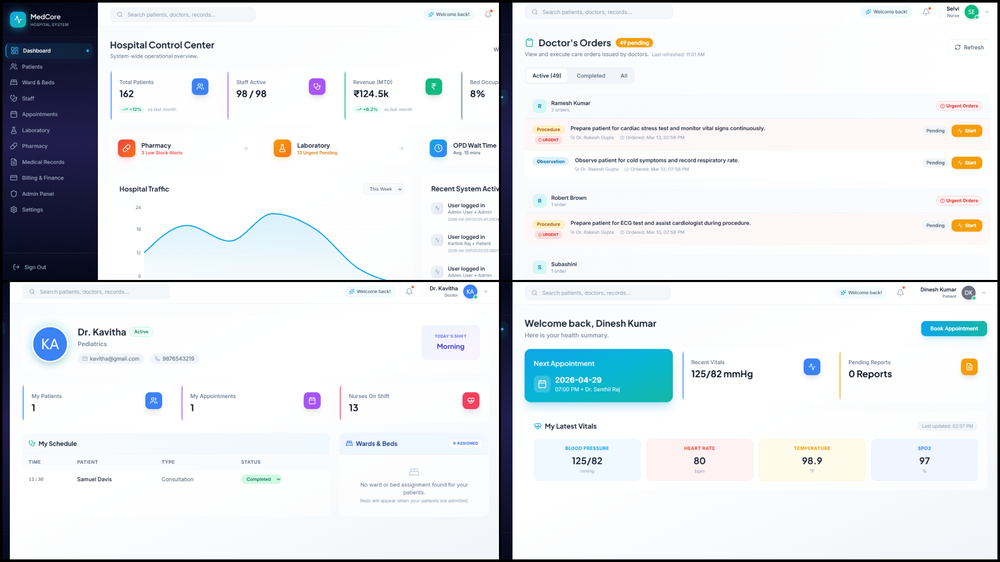 MedCore
HOSPITAL SYSTEM
Dashboard
Patients
Ward & Beds
Staff
Appointments
Laboratory
Pharmacy
Medical Records
Billing & Finance
Admin Panel
Settings
Sign Out
Search patients, doctors, records...
Welcome back!
Hospital Control Center
System-wide operational overview.
W
Total Patients
162
+12% vs last month
Staff Active
98 / 98
Revenue (MTD)
₹124.5k
₹
+8.2% vs last month
Bed Occupa
8%
Pharmacy
3 Low Stock Alerts
Laboratory
13 Urgent Pending
OPD Wait Time
Avg. 15 mins
Hospital Traffic
This Week
24
18
12
6
Recent System Activ
User logged in
Admin User • Admin
2026-04-29T05:05:41.31934
User logged in
Karthik Raj • Patient
2026-04-29T05:03:53.5601
User logged in
Admin User • Admin
Search patients, doctors, records...
Welcome back!
Selvi
Nurse
SE
Doctor's Orders
49 pending
View and execute care orders issued by doctors. Last refreshed: 11:01 AM
Refresh
Active (49)
Completed
All
R
Ramesh Kumar
2 orders
Urgent Orders
Procedure
URGENT
Prepare patient for cardiac stress test and monitor vital signs continuously.
Dr. Rakesh Gupta Ordered: Mar 13, 02:58 PM
Pending
Start
Observation
Observe patient for cold symptoms and record respiratory rate.
Dr. Rakesh Gupta Ordered: Mar 13, 02:58 PM
Pending
Start
R
Robert Brown
1 order
Urgent Orders
Procedure
URGENT
Prepare patient for ECG test and assist cardiologist during procedure.
Dr. Rakesh Gupta Ordered: Mar 13, 02:58 PM
Pending
Start
S
Subashini
1 order
Search patients, doctors, records...
Welcome back!
Dr. Kavitha
Doctor
KA
KA
Dr. Kavitha
Active
Pediatrics
kavitha@gmail.com
9876543219
TODAY'S SHIFT
Morning
My Patients
1
My Appointments
1
Nurses On Shift
13
My Schedule
TIME PATIENT TYPE STATUS
11:30 Samuel Davis Consultation Completed
Wards & Beds
0 ASSIGNED
No ward or bed assignment found for your
patients.
Beds will appear when your patients are admitted.
Search patients, doctors, records...
Welcome back!
Dinesh Kumar
Patient
DK
Welcome back, Dinesh Kumar
Here is your health summary.
Book Appointment
Next Appointment
2026-04-29
07:00 PM • Dr. Senthil Raj
Recent Vitals
125/82 mmHg
Pending Reports
0 Reports
My Latest Vitals
Last updated: 02:57 PM
BLOOD PRESSURE
125/82
mmHg
HEART RATE
80
bpm
TEMPERATURE
98.9
°F
SPO2
97
%